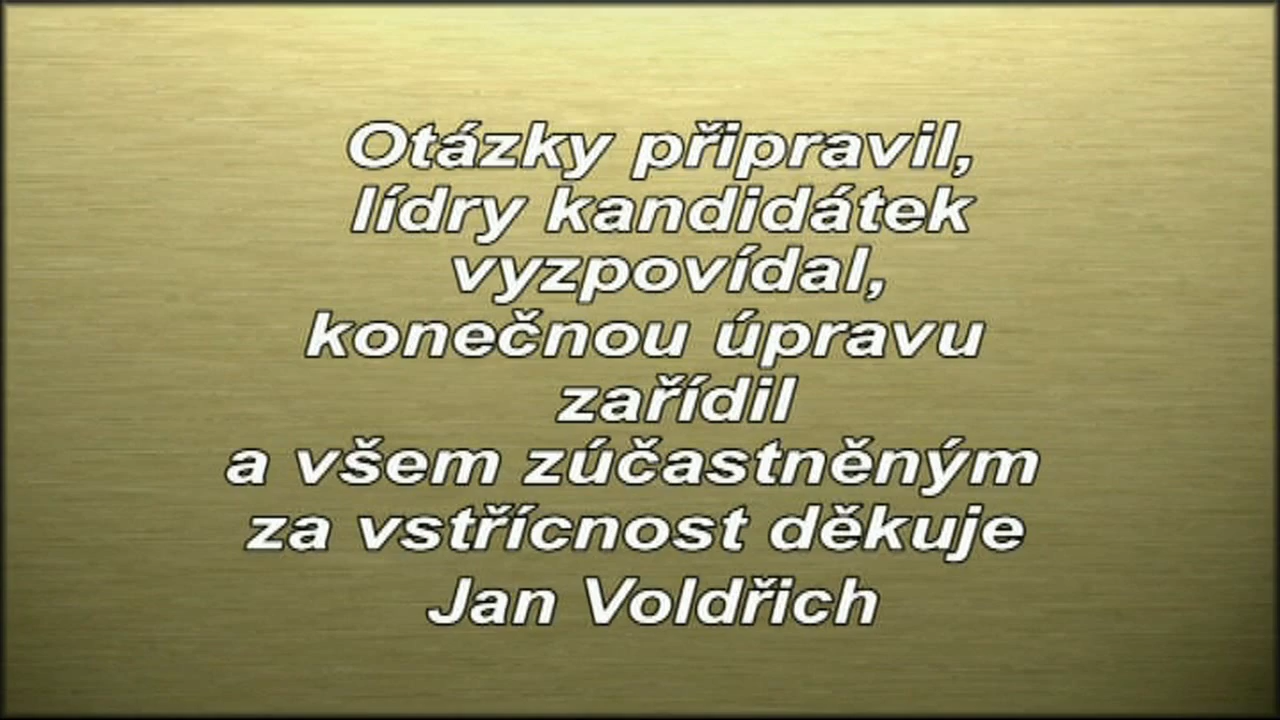 Otázky připravil,
lídry kandidátek
vyzpovídal,
konečnou úpravu
zařídil
a všem zúčastněným
za vstřícnost děkuje
Jan Voldřich